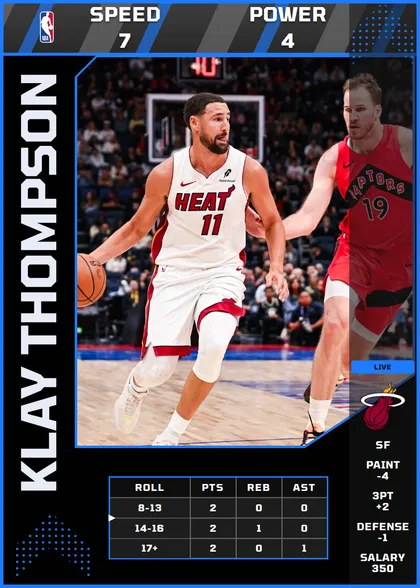 SPEED
7
POWER
4
KLAY THOMPSON
HEAT
11
RAPTORS
19
LIVE
SF
PAINT
-4
3PT
+2
DEFENSE
-1
SALARY
350
ROLL PTS REB AST
8-13 2 0 0
14-16 2 1 0
17+ 2 0 1